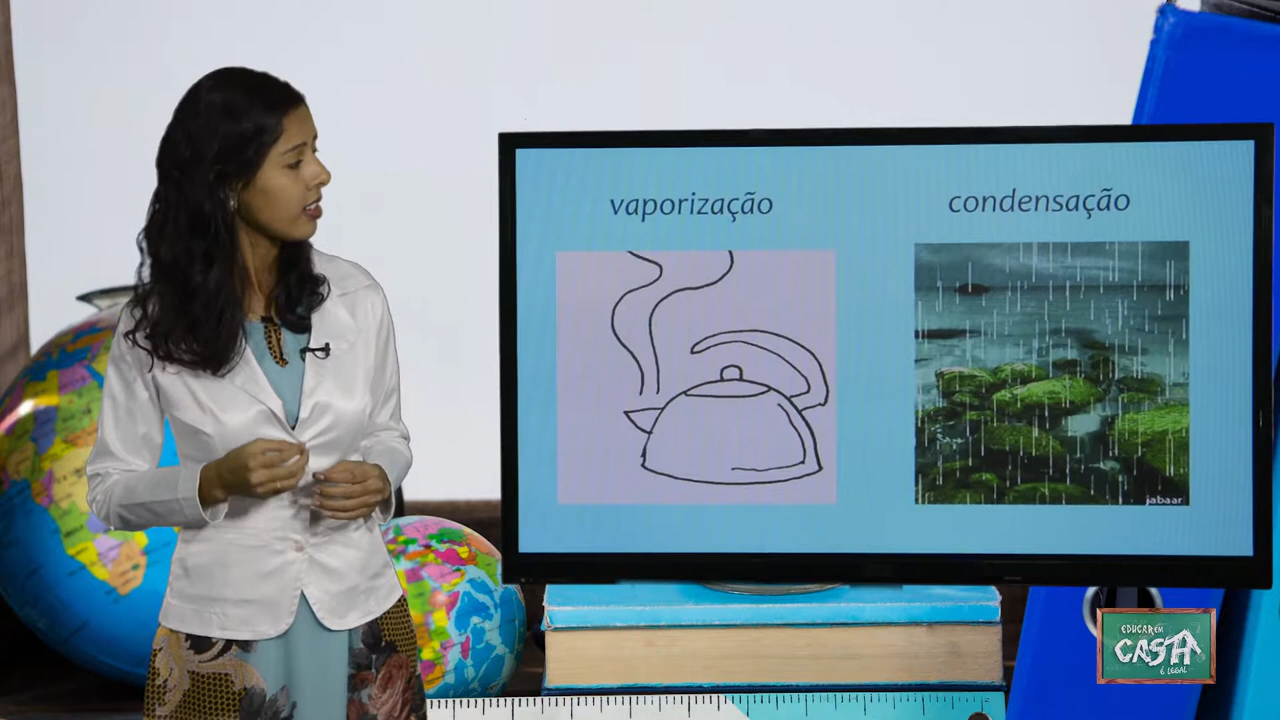 vaporização
condensação
jabaar
EDUCAR EM
CASA
É LEGAL